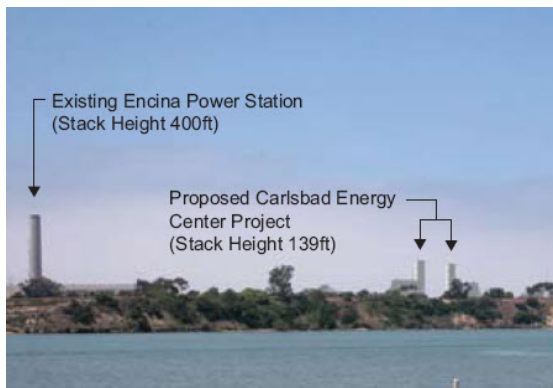 Existing Encina Power Station
(Stack Height 400ft)
Proposed Carlsbad Energy
Center Project
(Stack Height 139ft)